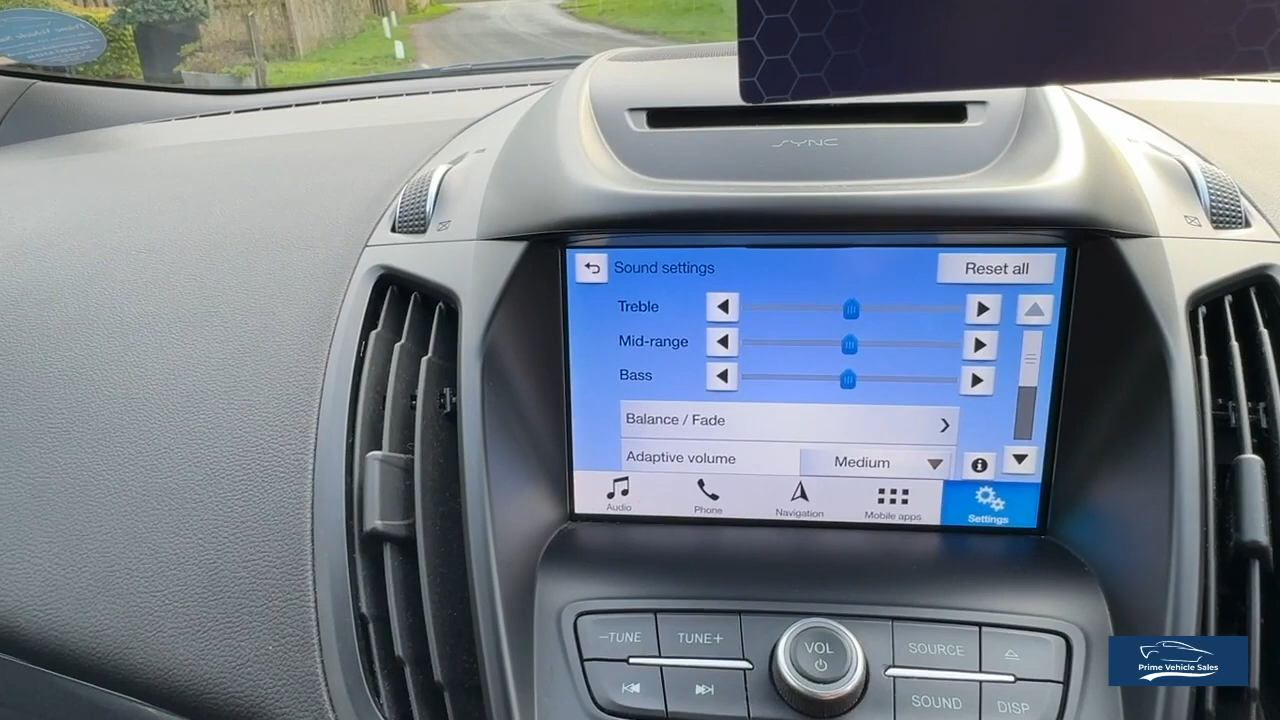 SYNC
Sound settings
Reset all
Treble
Mid-range
Bass
Balance / Fade
Adaptive volume
Medium
Audio
Phone
Navigation
Mobile apps
Settings
–TUNE
TUNE+
VOL
SOURCE
SOUND
DISP
Prime Vehicle Sales